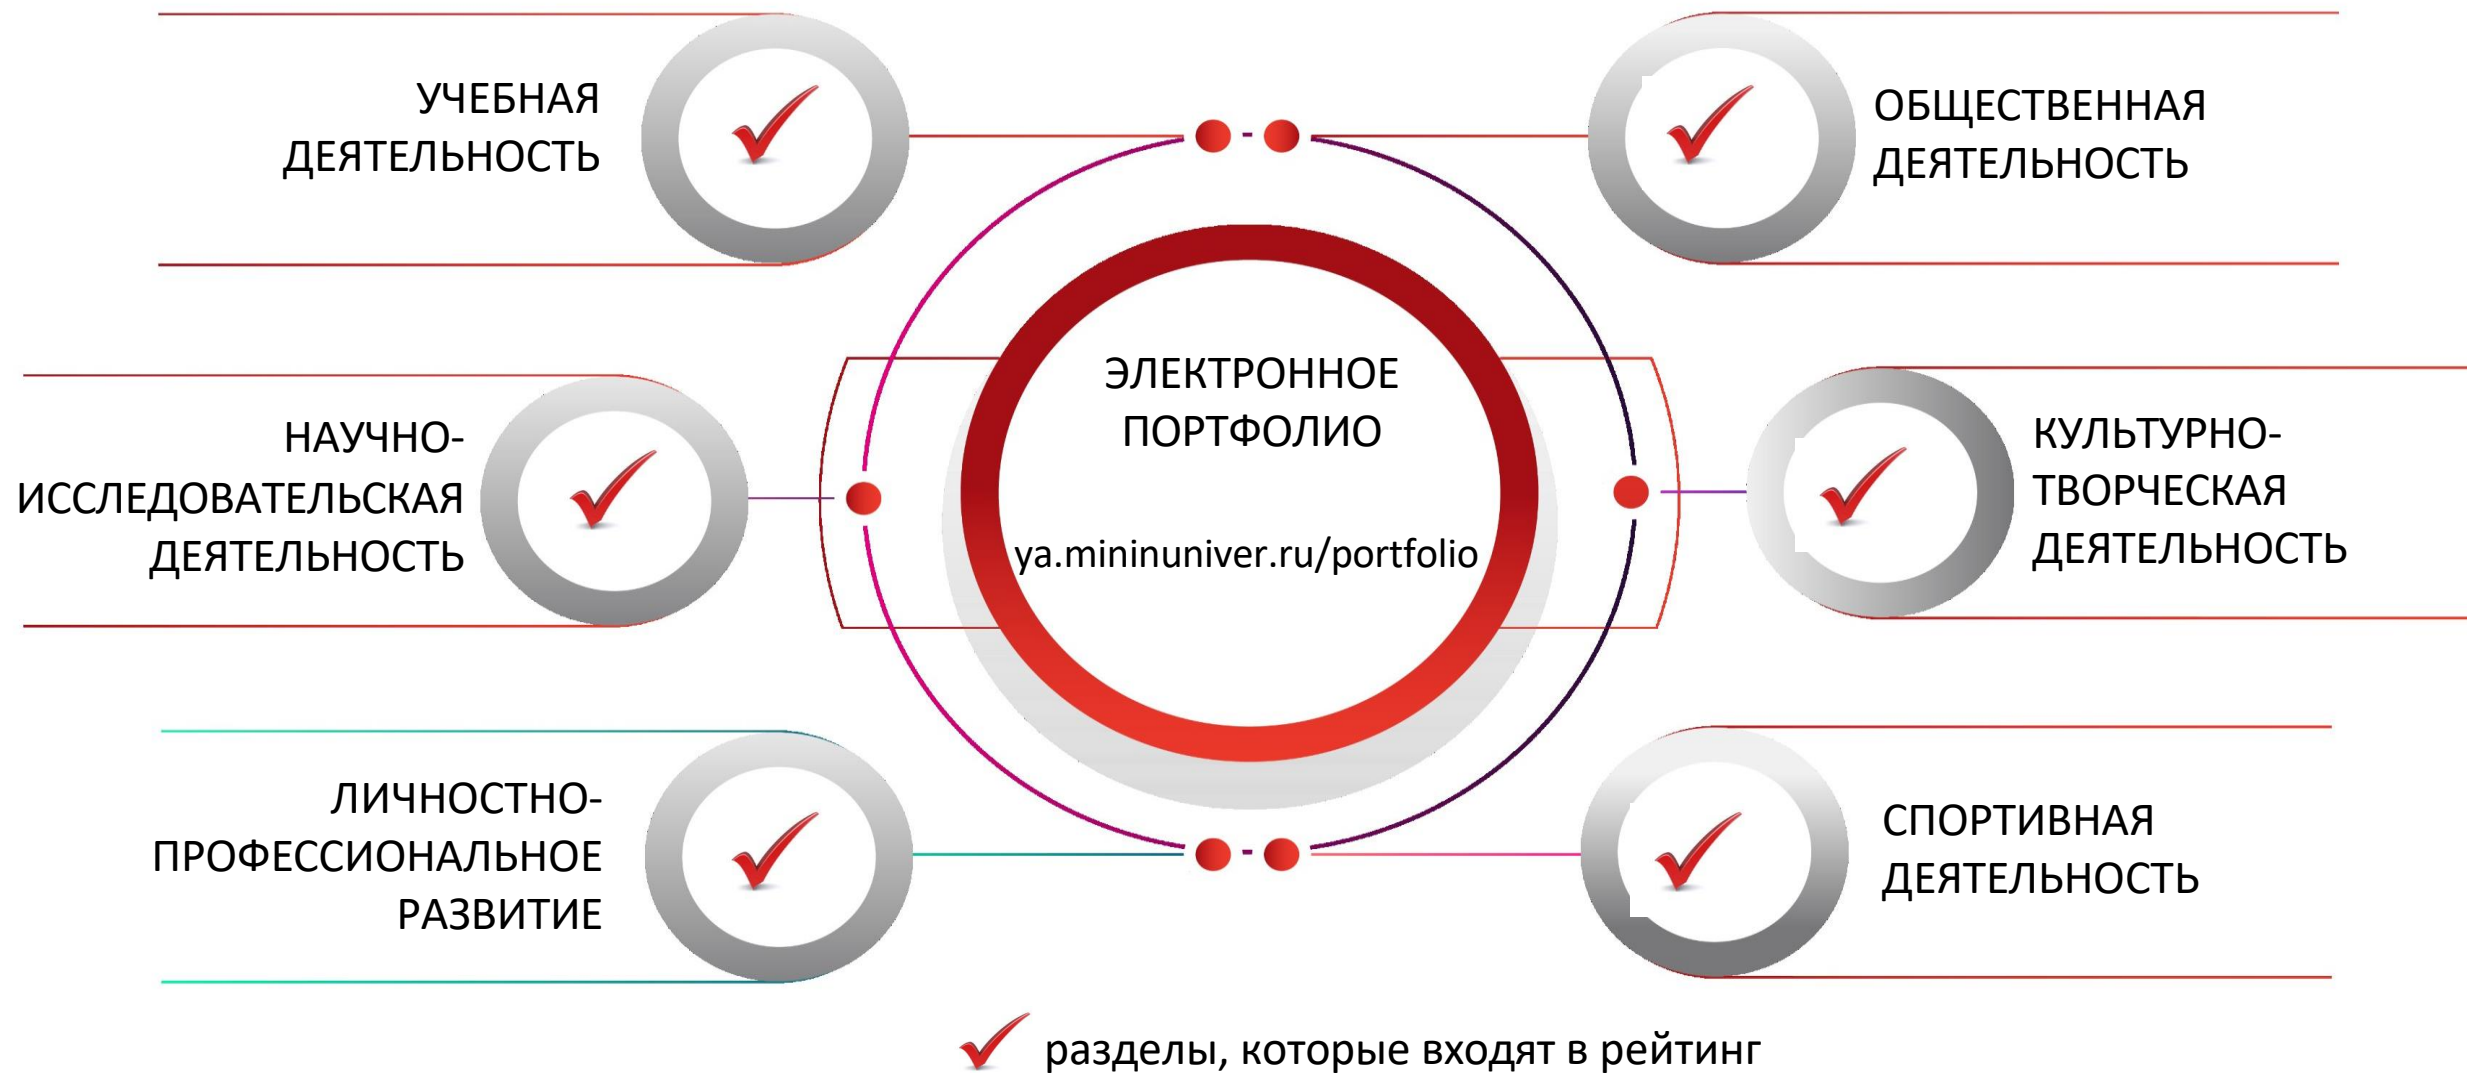 УЧЕБНАЯ
ДЕЯТЕЛЬНОСТЬ
ОБЩЕСТВЕННАЯ
ДЕЯТЕЛЬНОСТЬ
ЭЛЕКТРОННОЕ
ПОРТФОЛИО
ya.mininuniver.ru/portfolio
НАУЧНО-
ИССЛЕДОВАТЕЛЬСКАЯ
ДЕЯТЕЛЬНОСТЬ
КУЛЬТУРНО-
ТВОРЧЕСКАЯ
ДЕЯТЕЛЬНОСТЬ
ЛИЧНОСТНО-
ПРОФЕССИОНАЛЬНОЕ
РАЗВИТИЕ
СПОРТИВНАЯ
ДЕЯТЕЛЬНОСТЬ
разделы, которые входят в рейтинг